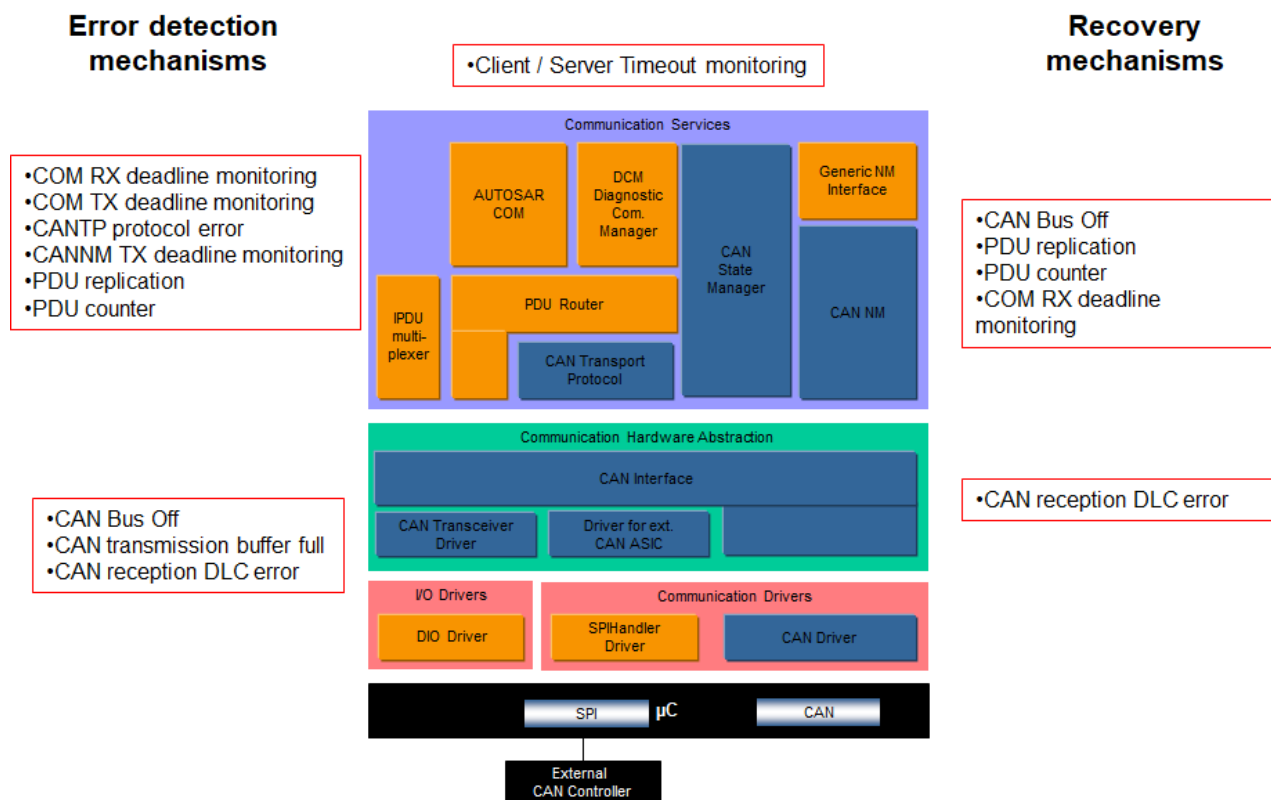 Error detection
mechanisms
Recovery
mechanisms
•Client / Server Timeout monitoring
•COM RX deadline monitoring
•COM TX deadline monitoring
•CANTP protocol error
•CANNM TX deadline monitoring
•PDU replication
•PDU counter
Communication Services
AUTOSAR
COM
DCM
Diagnostic
Com.
Manager
CAN
State
Manager
Generic NM
Interface
IPDU
multi-
plexer
PDU Router
CAN Transport
Protocol
CAN NM
•CAN Bus Off
•PDU replication
•PDU counter
•COM RX deadline
monitoring
•CAN Bus Off
•CAN transmission buffer full
•CAN reception DLC error
Communication Hardware Abstraction
CAN Interface
CAN Transceiver
Driver
Driver for ext.
CAN ASIC
•CAN reception DLC error
I/O Drivers
DIO Driver
Communication Drivers
SPIHandler
Driver
CAN Driver
SPI
µC
CAN
External
CAN Controller